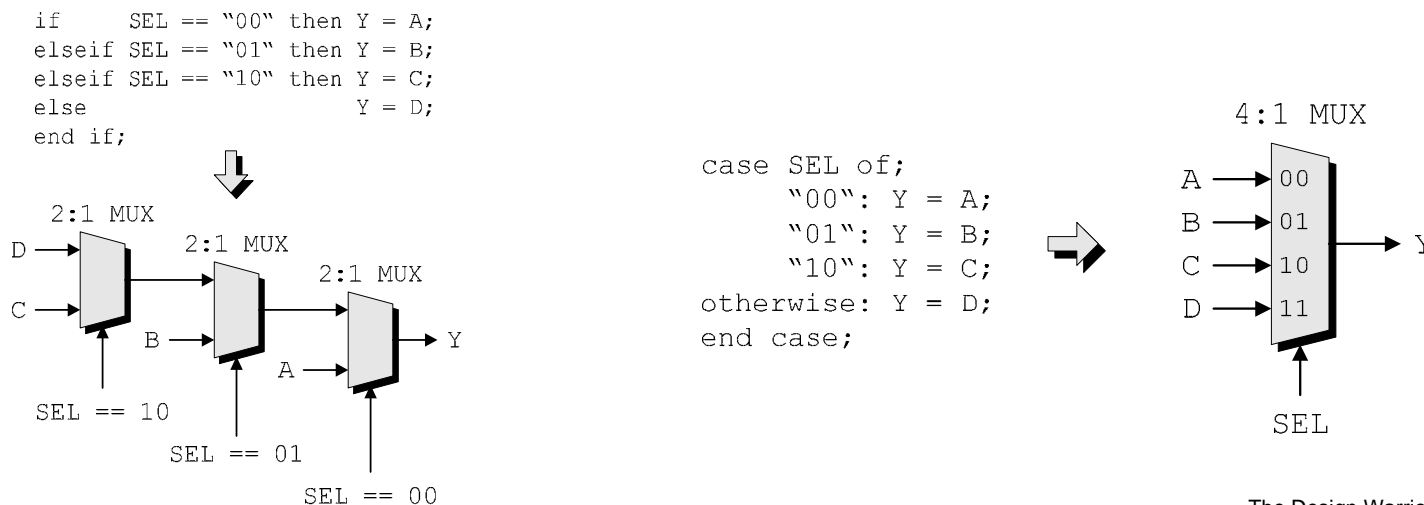 if     SEL == “00“ then Y = A;
elseif SEL == “01“ then Y = B;
elseif SEL == “10“ then Y = C;
else                    Y = D;
end if;
2:1 MUX
2:1 MUX
2:1 MUX
D
C
B
A
Y
SEL == 10
SEL == 01
SEL == 00
case SEL of;
“00“: Y = A;
“01“: Y = B;
“10“: Y = C;
otherwise: Y = D;
end case;
4:1 MUX
A 00
B 01
C 10
D 11
Y
SEL